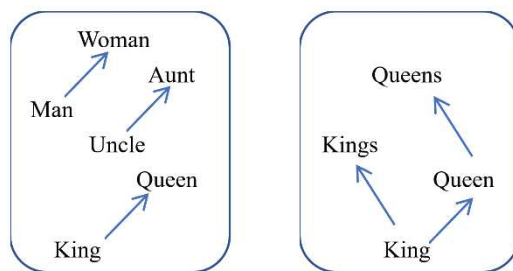 Woman
Aunt
Man
Uncle
Queen
King
Queens
Kings
Queen
King